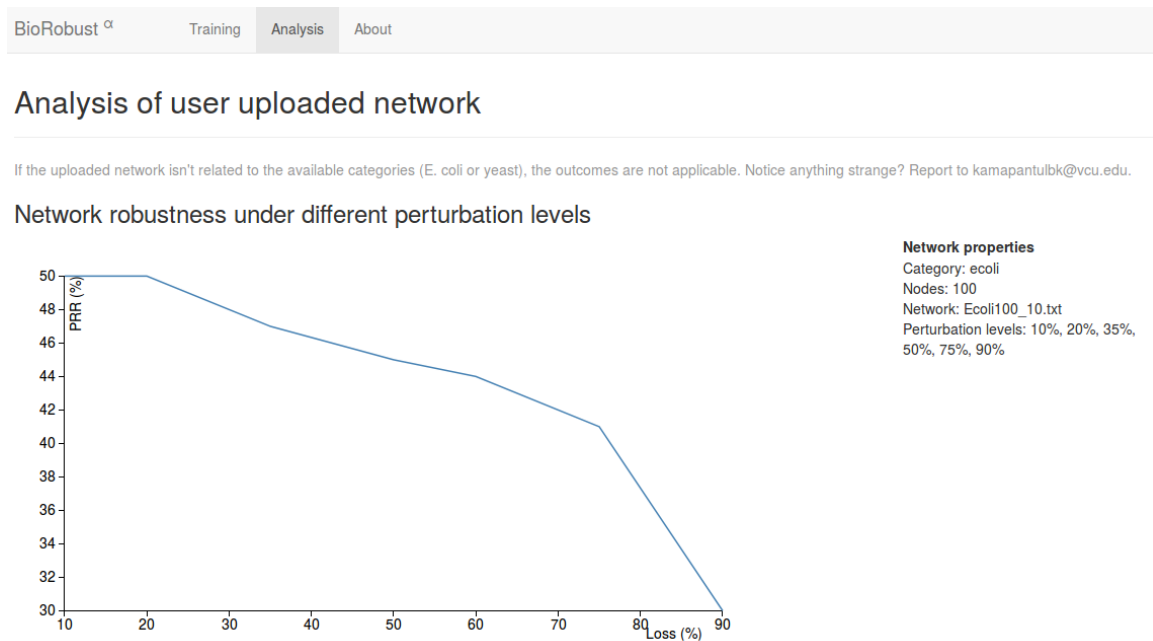 BioRobust α Training Analysis About
Analysis of user uploaded network
If the uploaded network isn't related to the available categories (E. coli or yeast), the outcomes are not applicable. Notice anything strange? Report to kamapantulbk@vcu.edu.
Network robustness under different perturbation levels
Network properties
Category: ecoli
Nodes: 100
Network: Ecoli100_10.txt
Perturbation levels: 10%, 20%, 35%,
50%, 75%, 90%
PRR (%)
50
48
46
44
42
40
38
36
34
32
30
10 20 30 40 50 60 70 80 90
Loss (%)